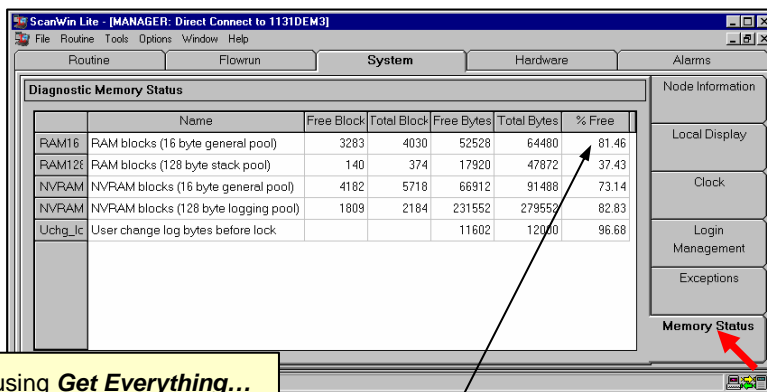 ScanWin Lite - [MANAGER: Direct Connect to 1131DEM3]
File Routine Tools Options Window Help
Routine Flowrun System Hardware Alarms
Diagnostic Memory Status
Name Free Block Total Block Free Bytes Total Bytes % Free
RAM16 RAM blocks (16 byte general pool) 3283 4030 52528 64480 81.46
RAM128 RAM blocks (128 byte stack pool) 140 374 17920 47872 37.43
NVRAM NVRAM blocks (16 byte general pool) 4182 5718 66912 91488 73.14
NVRAM NVRAM blocks (128 byte logging pool) 1809 2184 231552 279552 82.83
Uchg_lc User change log bytes before lock 11602 12000 96.68
Node Information
Local Display
Clock
Login
Management
Exceptions
Memory Status
using Get Everything...